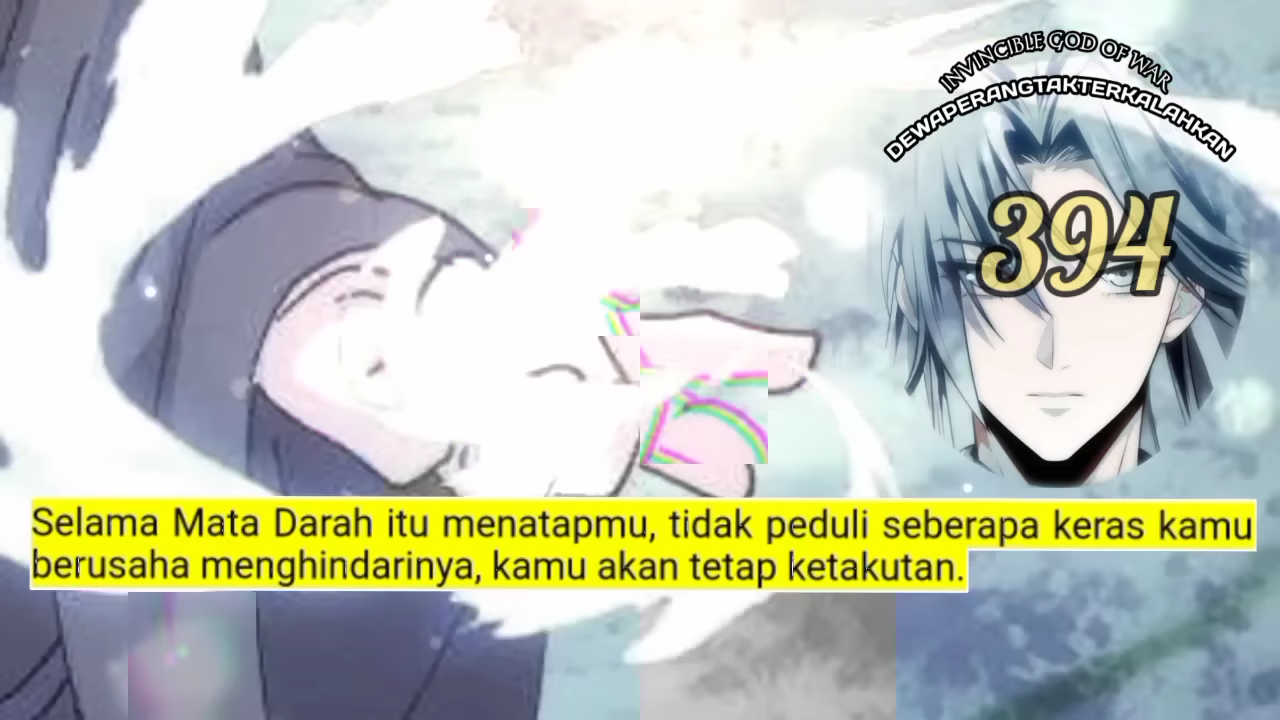 INVINCIBLE GOD OF WAR
DEWAPERANGTAKTERKALAHKAN
394
Selama Mata Darah itu menatapmu, tidak peduli seberapa keras kamu
berusaha menghindarinya, kamu akan tetap ketakutan.